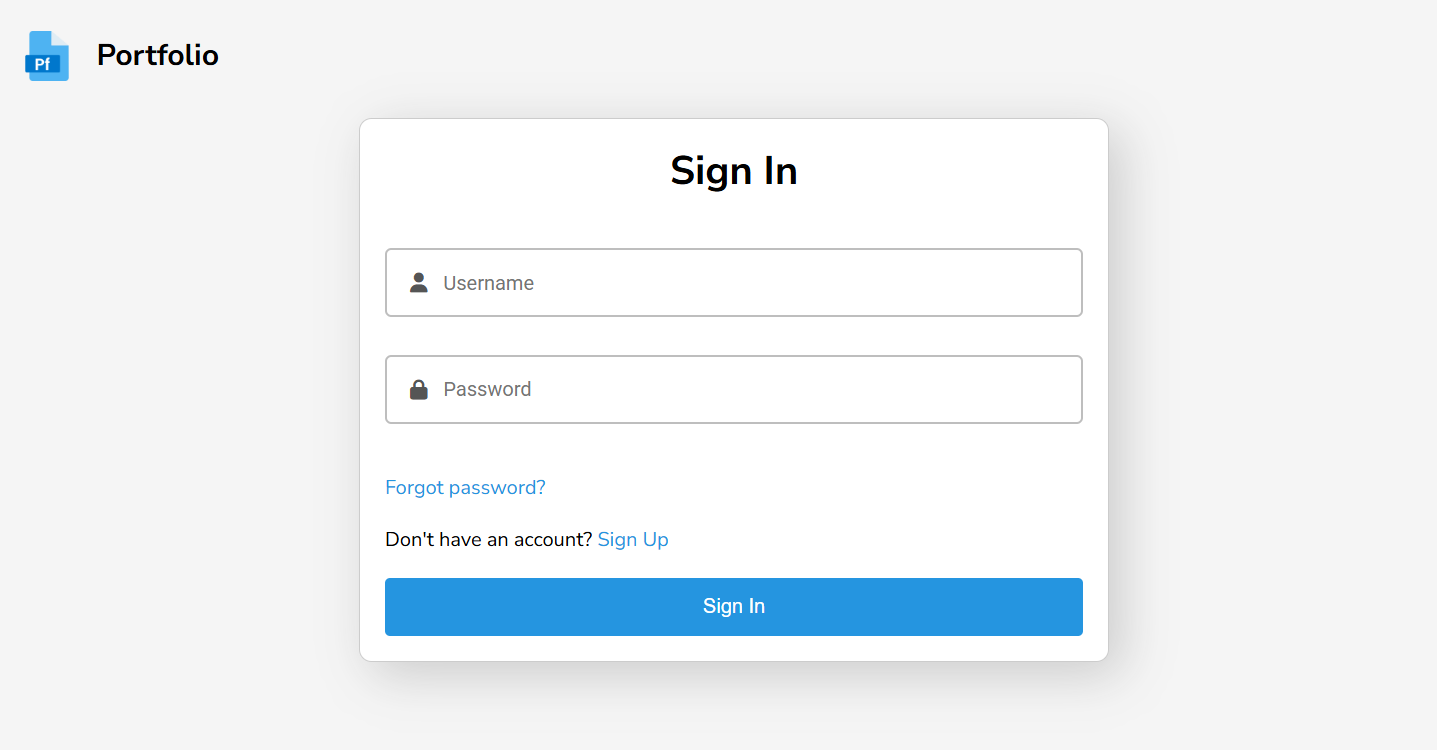 Pf
Portfolio
Sign In
Username
Password
Forgot password?
Don't have an account? Sign Up
Sign In